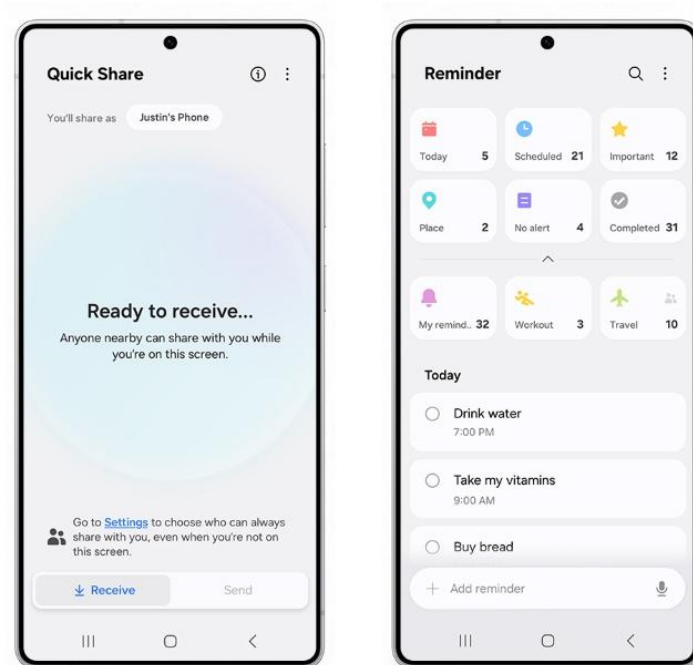 Quick Share
You'll share as Justin's Phone
Ready to receive...
Anyone nearby can share with you while
you're on this screen.
Go to Settings to choose who can always
share with you, even when you're not on
this screen.
Receive Send
Reminder
Today 5 Scheduled 21 Important 12
Place 2 No alert 4 Completed 31
My remind.. 32 Workout 3 Travel 10
Today
Drink water
7:00 PM
Take my vitamins
9:00 AM
Buy bread
Add reminder